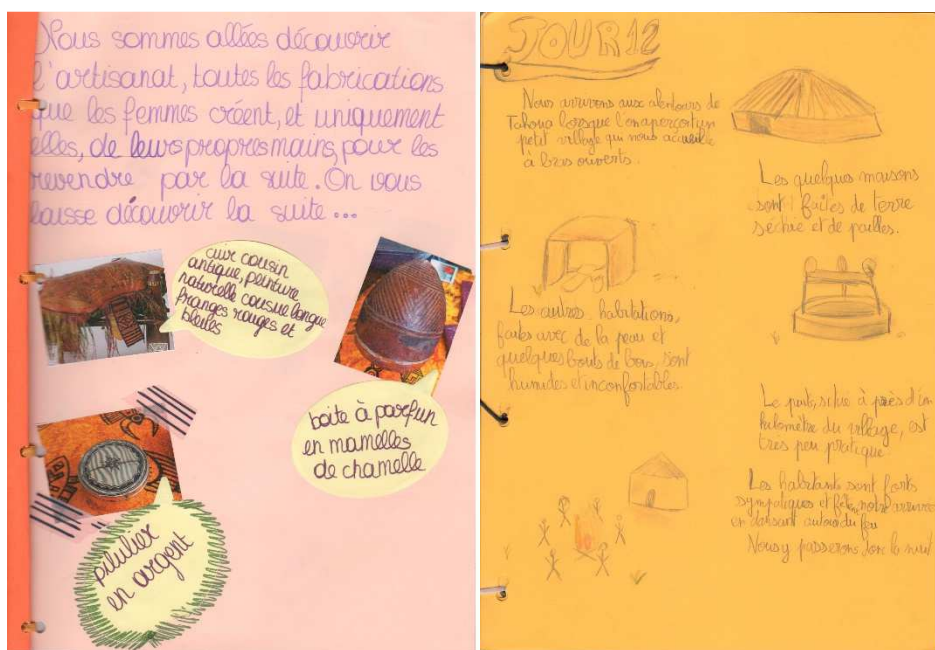 Nous sommes allées découvrir
l'artisanat, toutes les fabrications
que les femmes créent, et uniquement
elles, de leurs propres mains, pour les
revendre par la suite. On vous
laisse découvrir la suite ...
cuir cousin
antique, peinture
naturelle cousue longue
franges rouges et
bleues
boite à parfun
en mamelles
de chamelle
pilulier
en argent
JOUR 12
Nous arrivons aux alentours de
Tahoua lorsque l'on aperçoit un
petit village qui nous accueille
à bras ouverts.
Les quelques maisons
sont faites de terre
séchée et de pailles.
Les autres habitations,
faits avec de la peau et
quelques bouts de bois, sont
humides et inconfortables.
Le puit, situé à près d'un
kilomètre du village, est
très peu pratique
Les habitants sont forts
sympatiques et fêtent notre arrivée
en dansant autour du feu
Nous y passerons donc la nuit